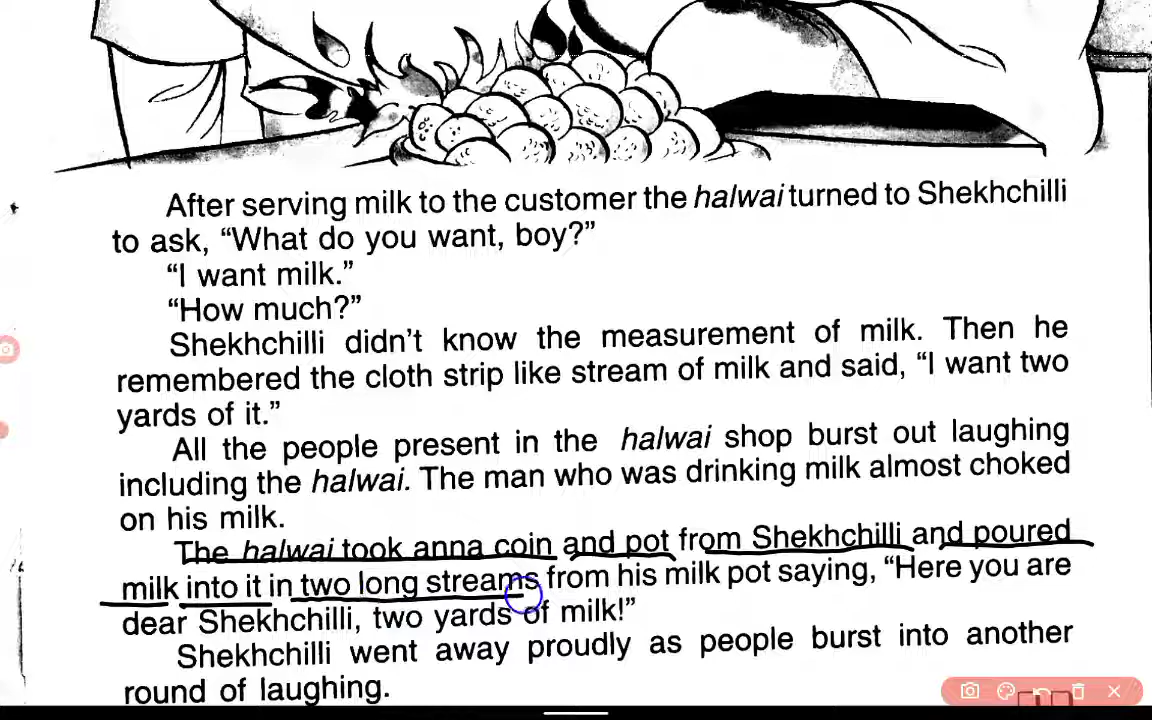 After serving milk to the customer the halwai turned to Shekhchilli
to ask, “What do you want, boy?”
“I want milk.”
“How much?”
Shekhchilli didn’t know the measurement of milk. Then he
remembered the cloth strip like stream of milk and said, “I want two
yards of it.”
All the people present in the halwai shop burst out laughing
including the halwai. The man who was drinking milk almost choked
on his milk.
The halwai took anna coin and pot from Shekhchilli and poured
milk into it in two long streams from his milk pot saying, “Here you are
dear Shekhchilli, two yards of milk!”
Shekhchilli went away proudly as people burst into another
round of laughing.